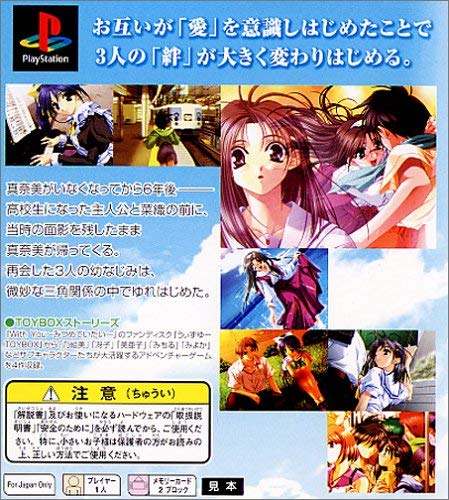 PlayStation
お互いが「愛」を意識しはじめたことで
3人の「絆」が大きく変わりはじめる。
真奈美がいなくなってから6年後――
高校生になった主人公と菜織の前に、
当時の面影を残したまま
真奈美が帰ってくる。
再会した3人の幼なじみは、
微妙な三角関係の中でゆれはじめた。
●TOYBOXストーリーズ
『With You～みつめていたい～』のファンディスク『うぃずゆー
TOYBOX』から「乃絵美」「冴子」「美亜子」「みちる」「みよか」
などサブキャラクターたちが大活躍するアドベンチャーゲーム
を4作収録。
注意(ちゅうい)
「解説書」及びお使いになるハードウェアの「取扱説
明書」「安全のために」を必ず読んでから、ご使用くだ
さい。特に、小さいお子様は保護者の方がお読みの
上、正しい方法でご使用ください。
For Japan Only
プレイヤー
1人
メモリーカード
2ブロック
見本